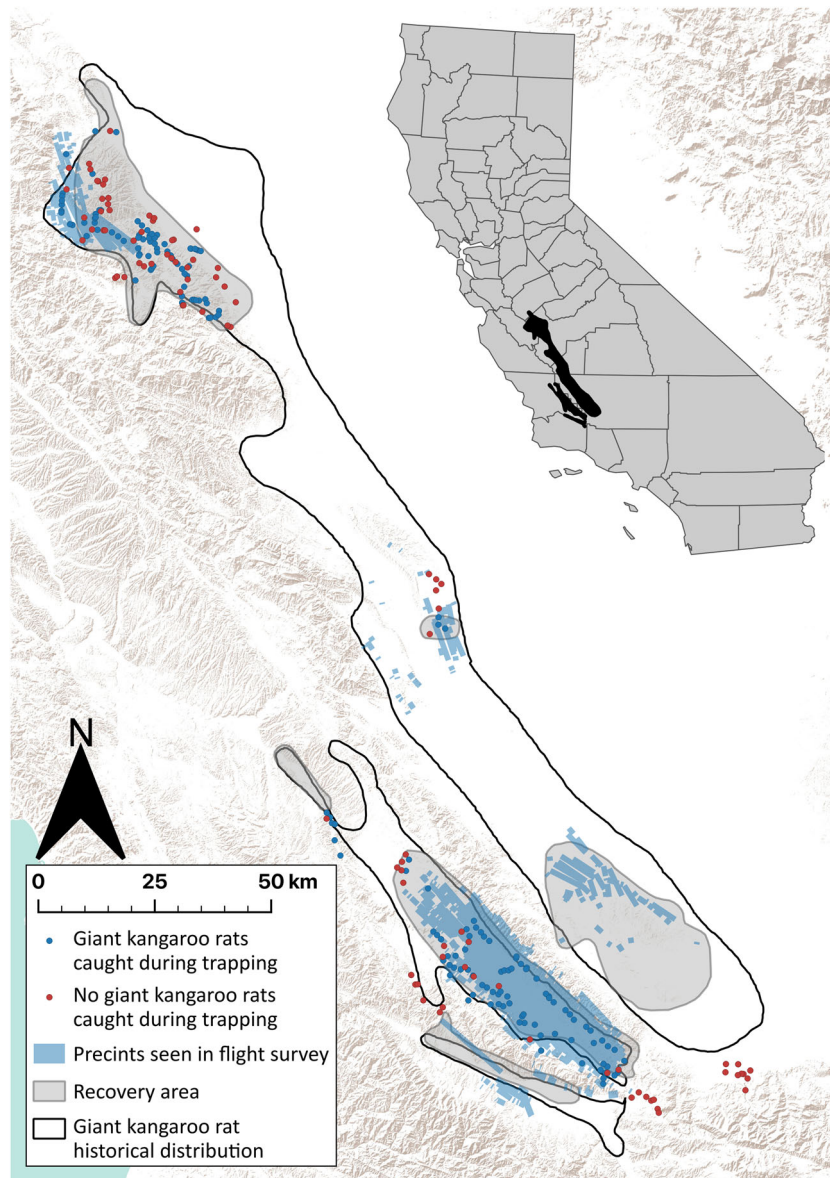 N
0 25 50 km
Giant kangaroo rats
caught during trapping
No giant kangaroo rats
caught during trapping
Precints seen in flight survey
Recovery area
Giant kangaroo rat
historical distribution